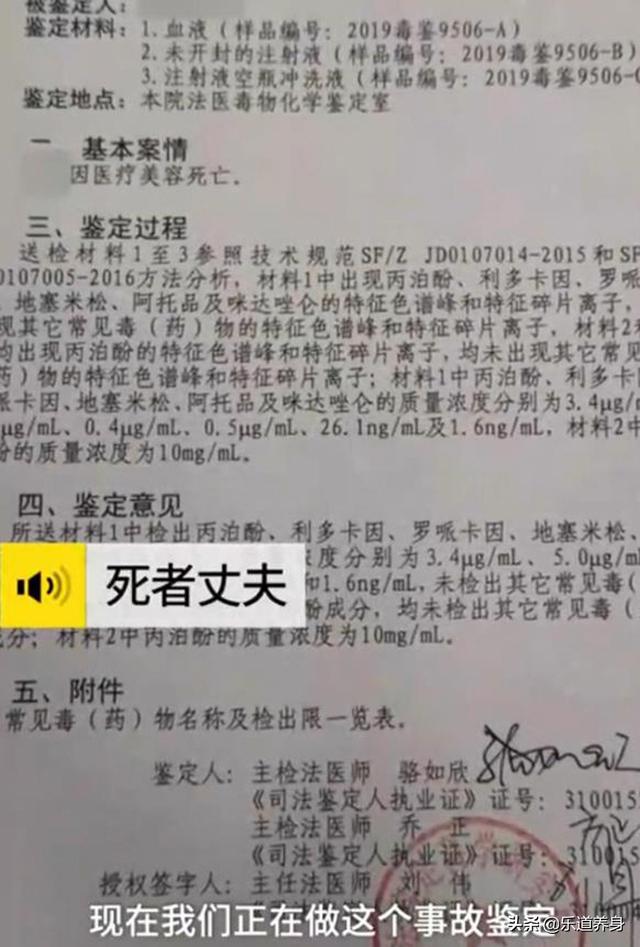 被鉴定人：
鉴定材料：1.血液（样品编号：2019毒鉴9506-A）
2.未开封的注射液（样品编号：2019毒鉴9506-B）
3.注射液空瓶冲洗液（样品编号：2019毒鉴9506-C
鉴定地点：本院法医毒物化学鉴定室
基本案情
因医疗美容死亡。
三、鉴定过程
送检材料1至3参照技术规范SF/Z JD0107014-2015和SF
0107005-2016方法分析，材料1中出现丙泊酚、利多卡因、罗哌
、地塞米松、阿托品及咪达唑仑的特征色谱峰和特征碎片离子，
现其它常见毒（药）物的特征色谱峰和特征碎片离子，材料2和
均出现丙泊酚的特征色谱峰和特征碎片离子，均未出现其它常见
药）物的特征色谱峰和特征碎片离子；材料1中丙泊酚、利多卡因
哌卡因、地塞米松、阿托品及咪达唑仑的质量浓度分别为3.4μg/m
μg/mL、0.4μg/mL、0.5μg/mL、26.1ng/mL及1.6ng/mL，材料2中
酚的质量浓度为10mg/mL。
四、鉴定意见
所送材料1中检出丙泊酚、利多卡因、罗哌卡因、地塞米松、
浓度分别为3.4μg/mL、5.0μg/mL
死者丈夫
和1.6ng/mL，未检出其它常见毒（
酚成分，均未检出其它常见毒（
成分；材料2中丙泊酚的质量浓度为10mg/mL。
五、附件
常见毒（药）物名称及检出限一览表。
鉴定人：主检法医师 骆如欣
《司法鉴定人执业证》证号：310015
主检法医师 乔 正
《司法鉴定人执业证》证号：310015
授权签字人：主任法医师 刘 伟
现在我们正在做这个事故鉴定
头条@乐道养身